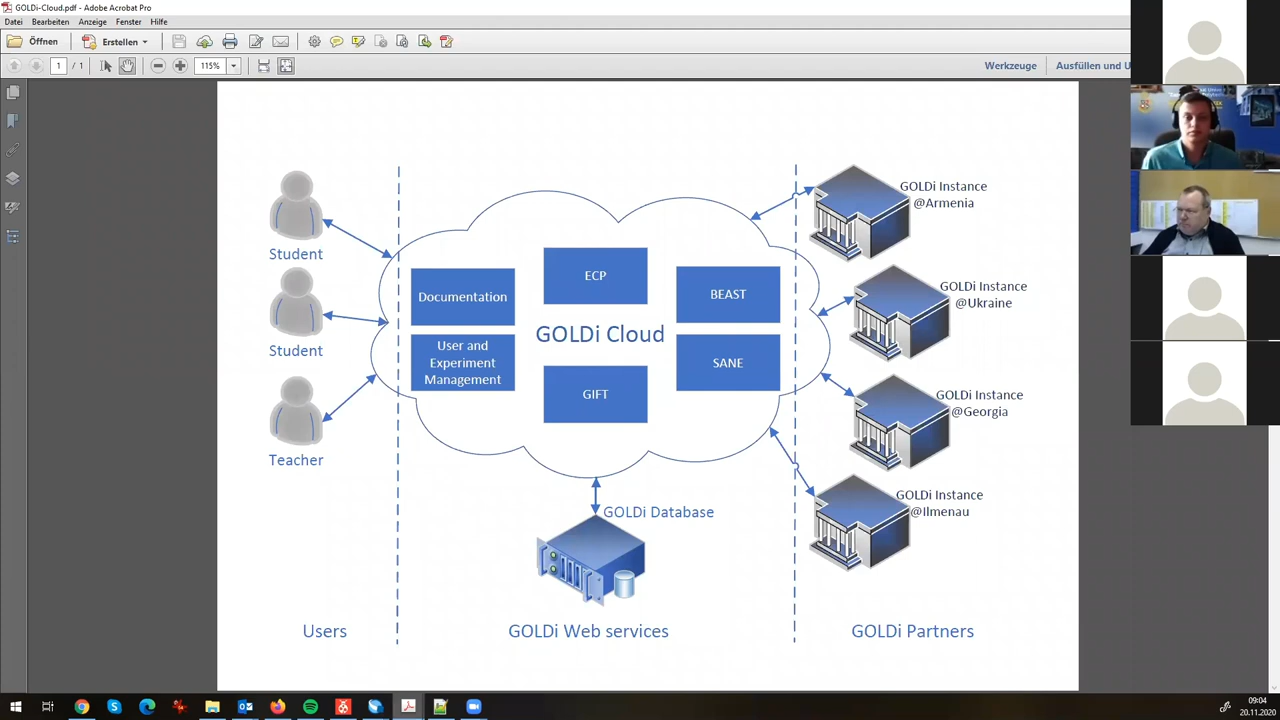 GOLDi-Cloud.pdf - Adobe Acrobat Pro
Datei Bearbeiten Anzeige Fenster Hilfe
Öffnen Erstellen
1 / 1 115% Werkzeuge Ausfüllen und U
Student
Student
Teacher
Documentation
User and
Experiment
Management
ECP
GOLDi Cloud
GIFT
BEAST
SANE
GOLDi Database
GOLDi Instance
@Armenia
GOLDi Instance
@Ukraine
GOLDi Instance
@Georgia
GOLDi Instance
@Ilmenau
Users
GOLDi Web services
GOLDi Partners
09:04
20.11.2020